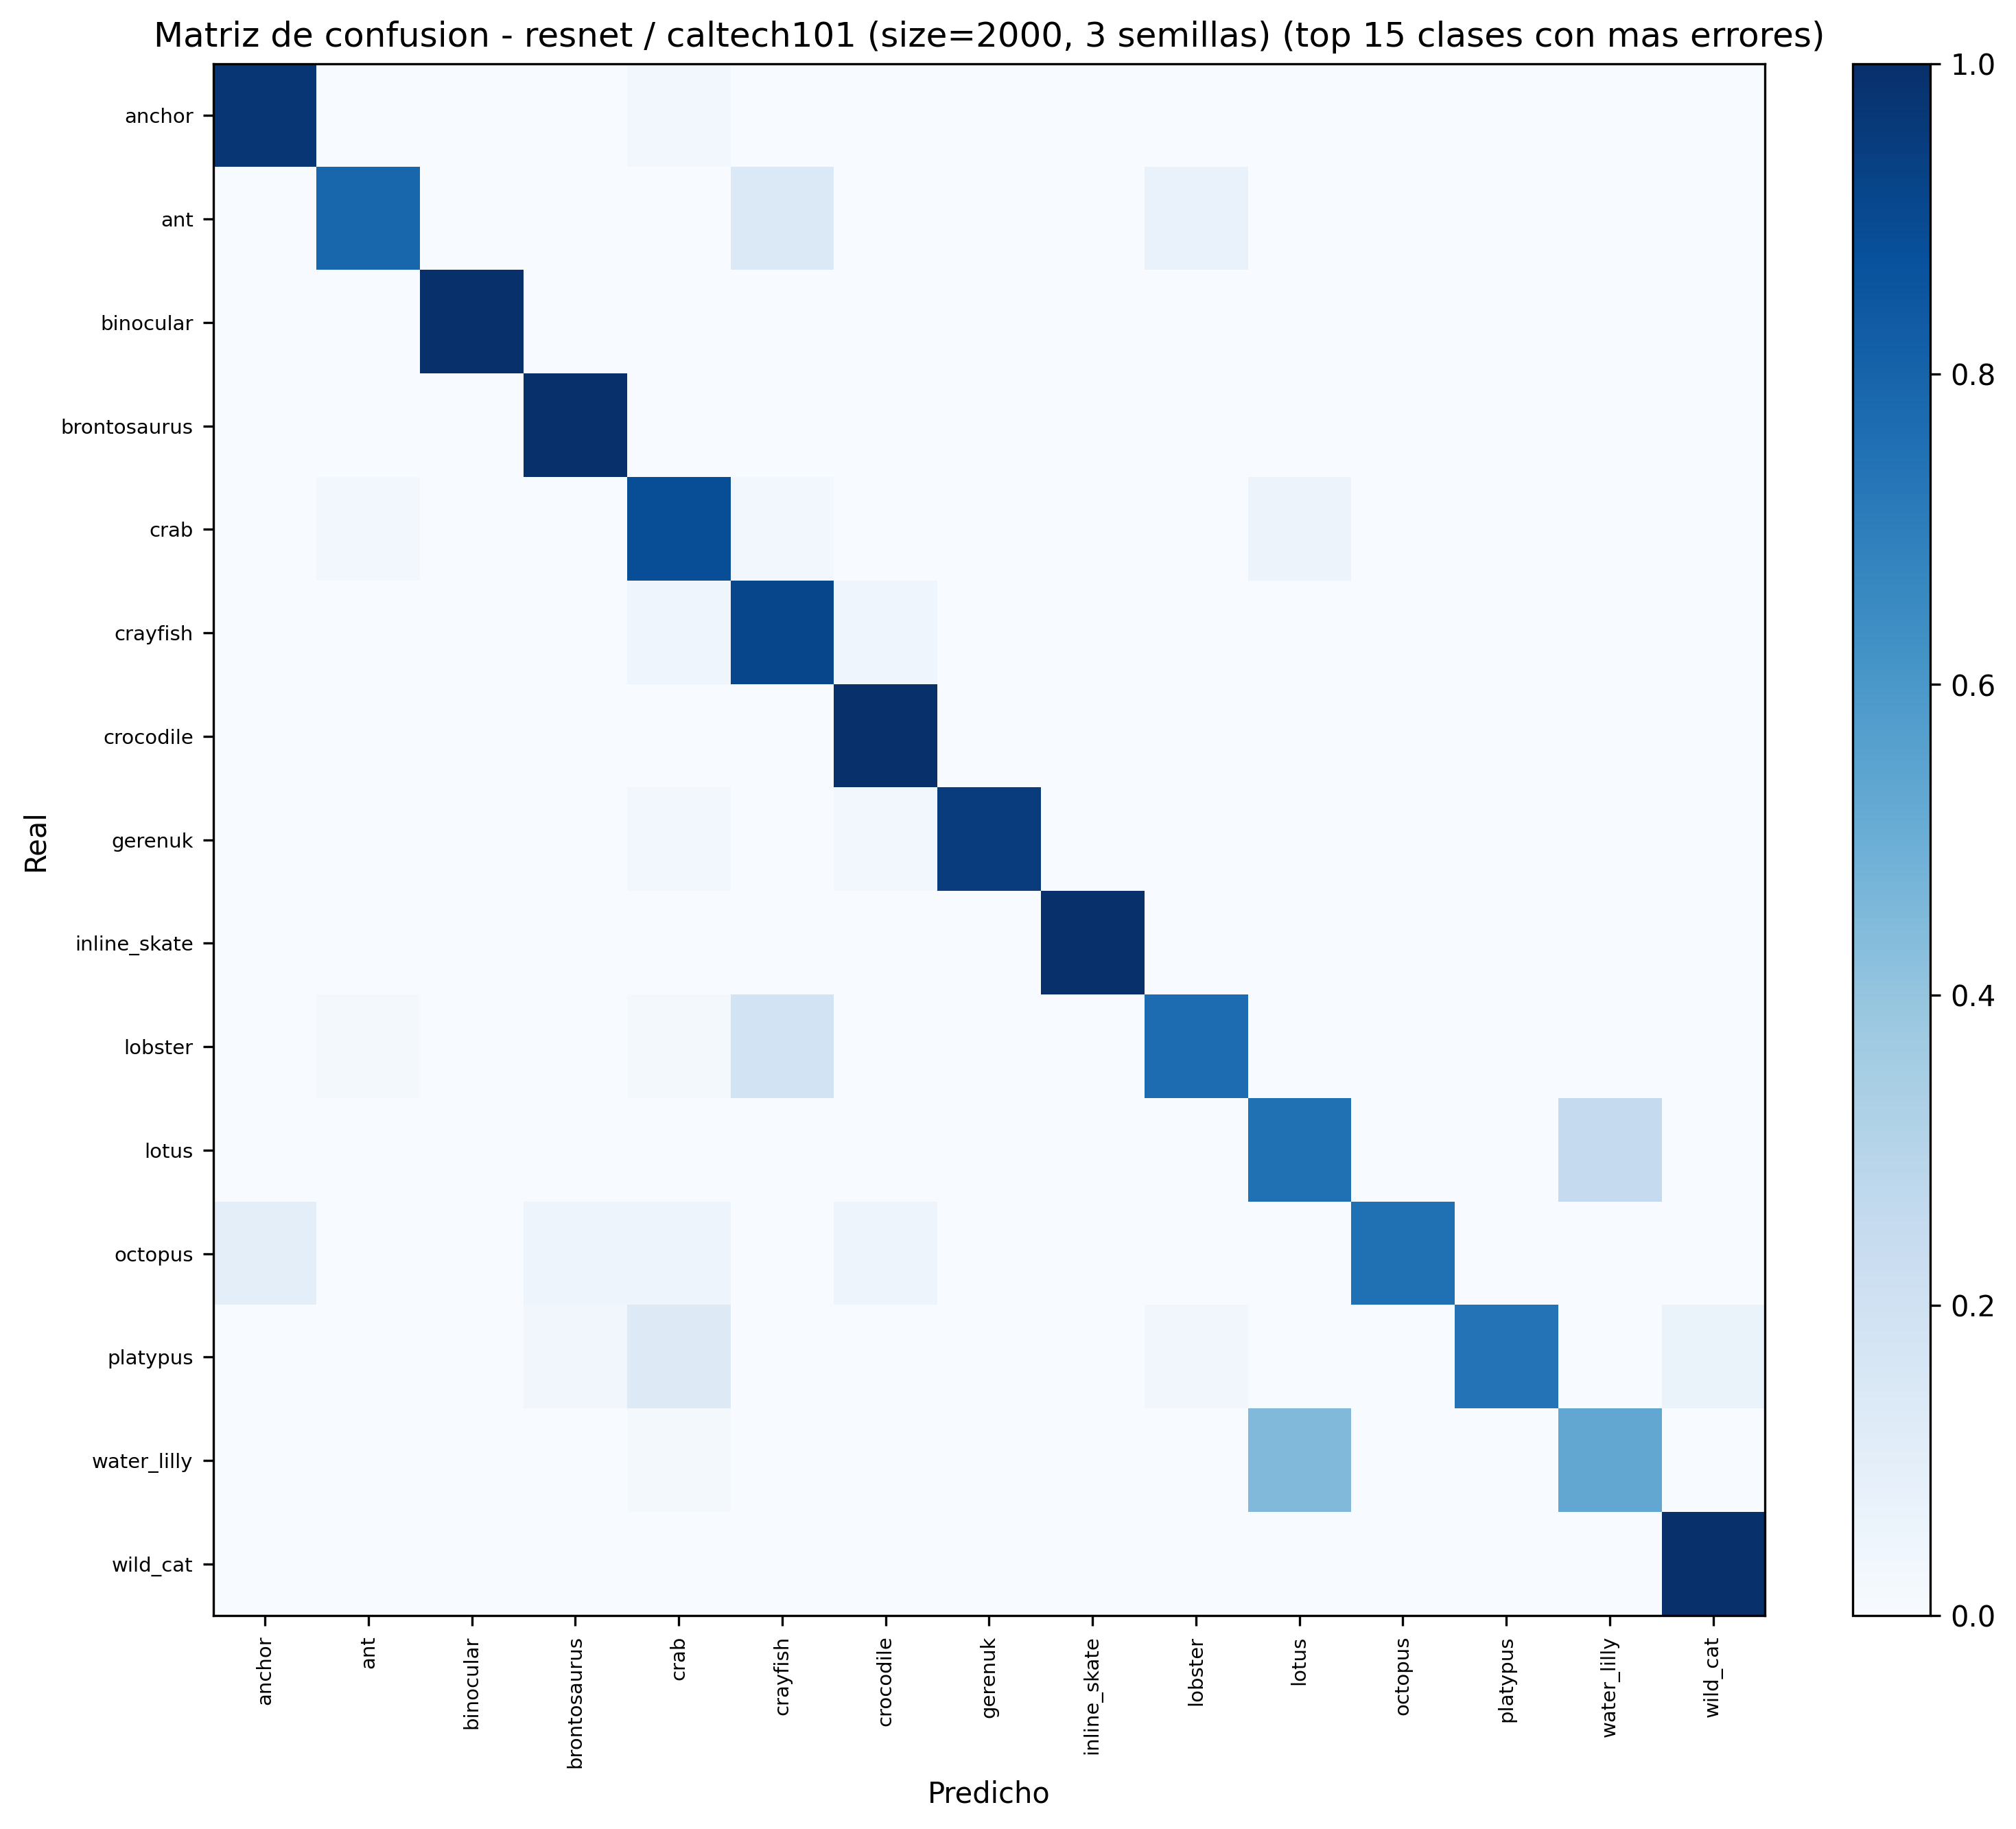 Matriz de confusion - resnet / caltech101 (size=2000, 3 semillas) (top 15 clases con mas errores)
Real
anchor
ant
binocular
brontosaurus
crab
crayfish
crocodile
gerenuk
inline_skate
lobster
lotus
octopus
platypus
water_lilly
wild_cat
anchor
ant
binocular
brontosaurus
crab
crayfish
crocodile
gerenuk
inline_skate
lobster
lotus
octopus
platypus
water_lilly
wild_cat
Predicho
1.0
0.8
0.6
0.4
0.2
0.0